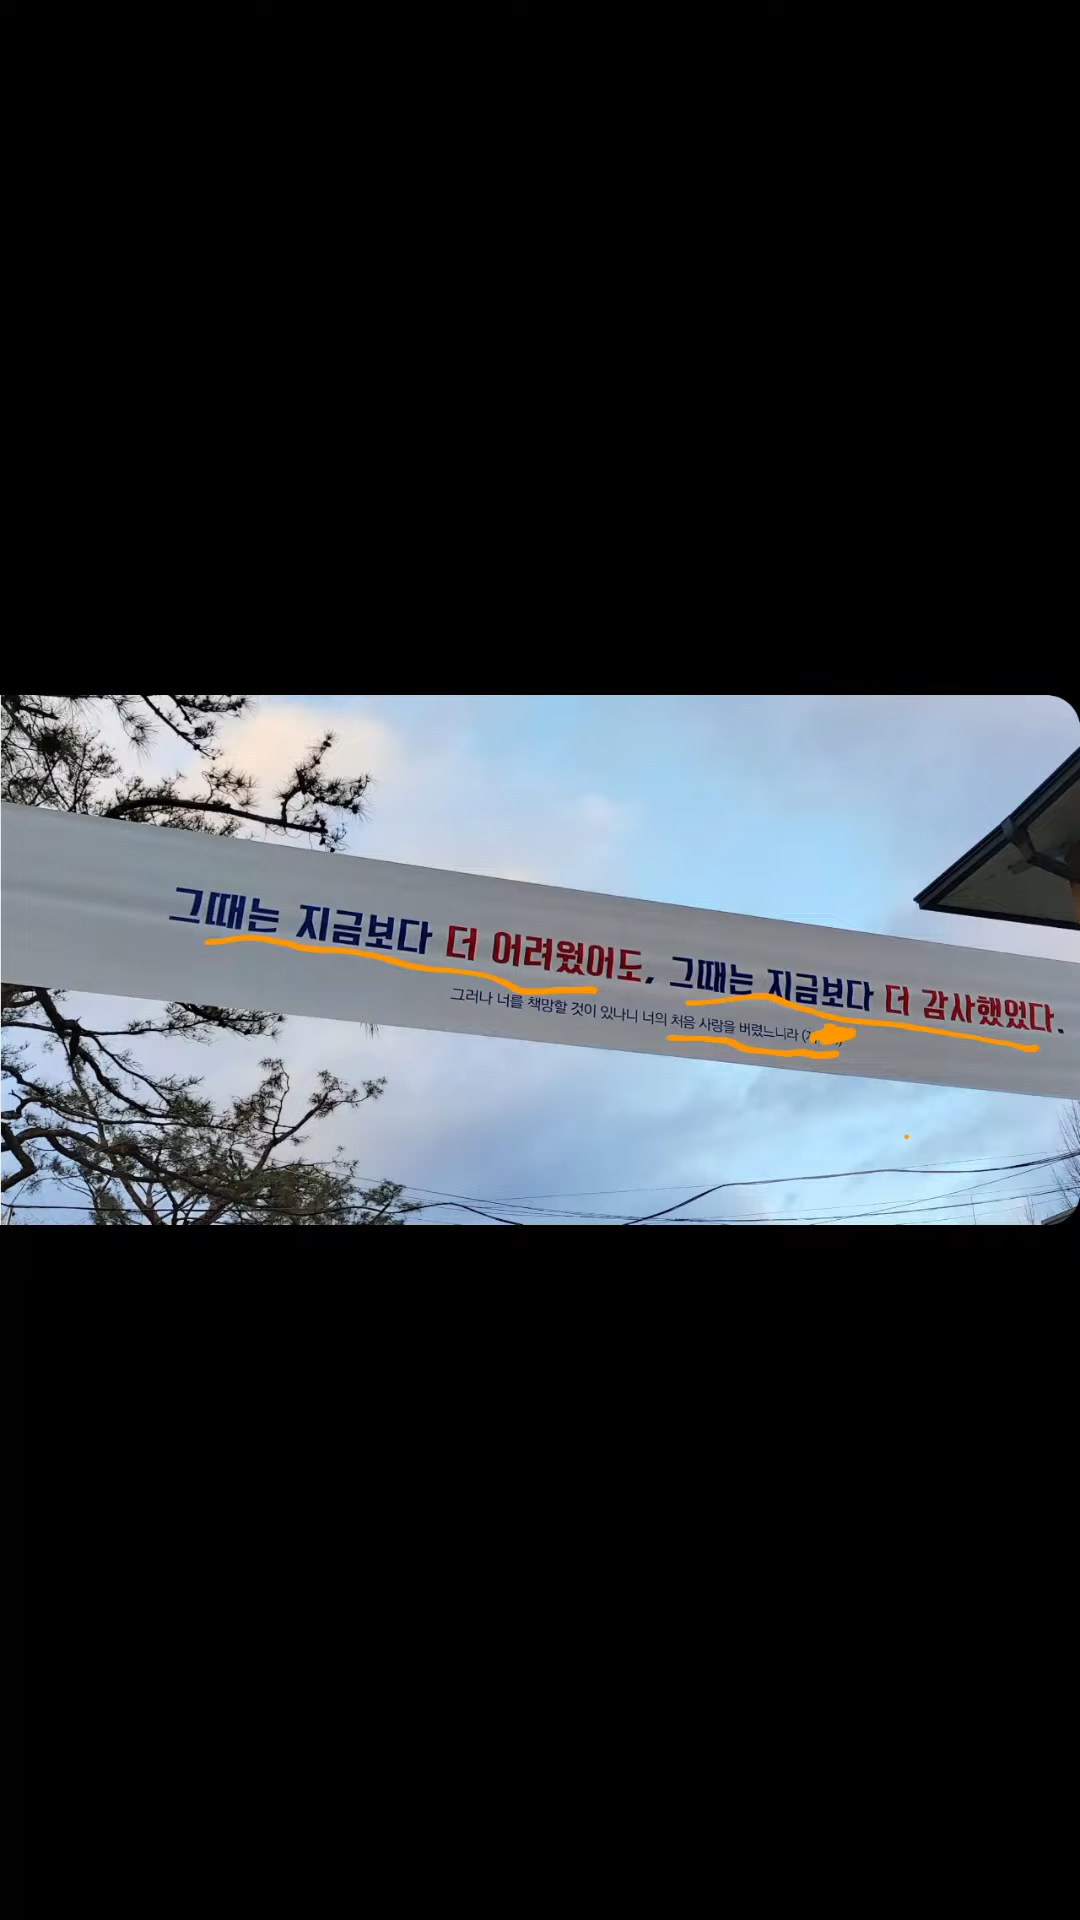 그때는 지금보다 더 어려웠어도, 그때는 지금보다 더 감사했었다.
그러나 너를 책망할 것이 있나니 너의 처음 사랑을 버렸느니라